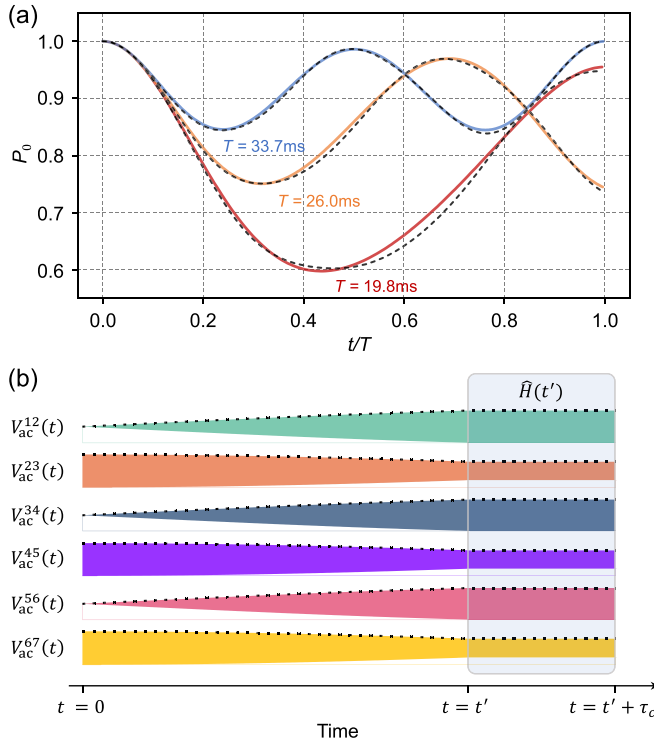 (a)
1.0
0.9
0.8
0.7
0.6
P₀
T = 33.7ms
T = 26.0ms
T = 19.8ms
0.0 0.2 0.4 0.6 0.8 1.0
t/T
(b)
Ĥ(t′)
V¹²ac(t)
V²³ac(t)
V³⁴ac(t)
V⁴⁵ac(t)
V⁵⁶ac(t)
V⁶⁷ac(t)
t = 0 t = t′ t = t′ + τc
Time